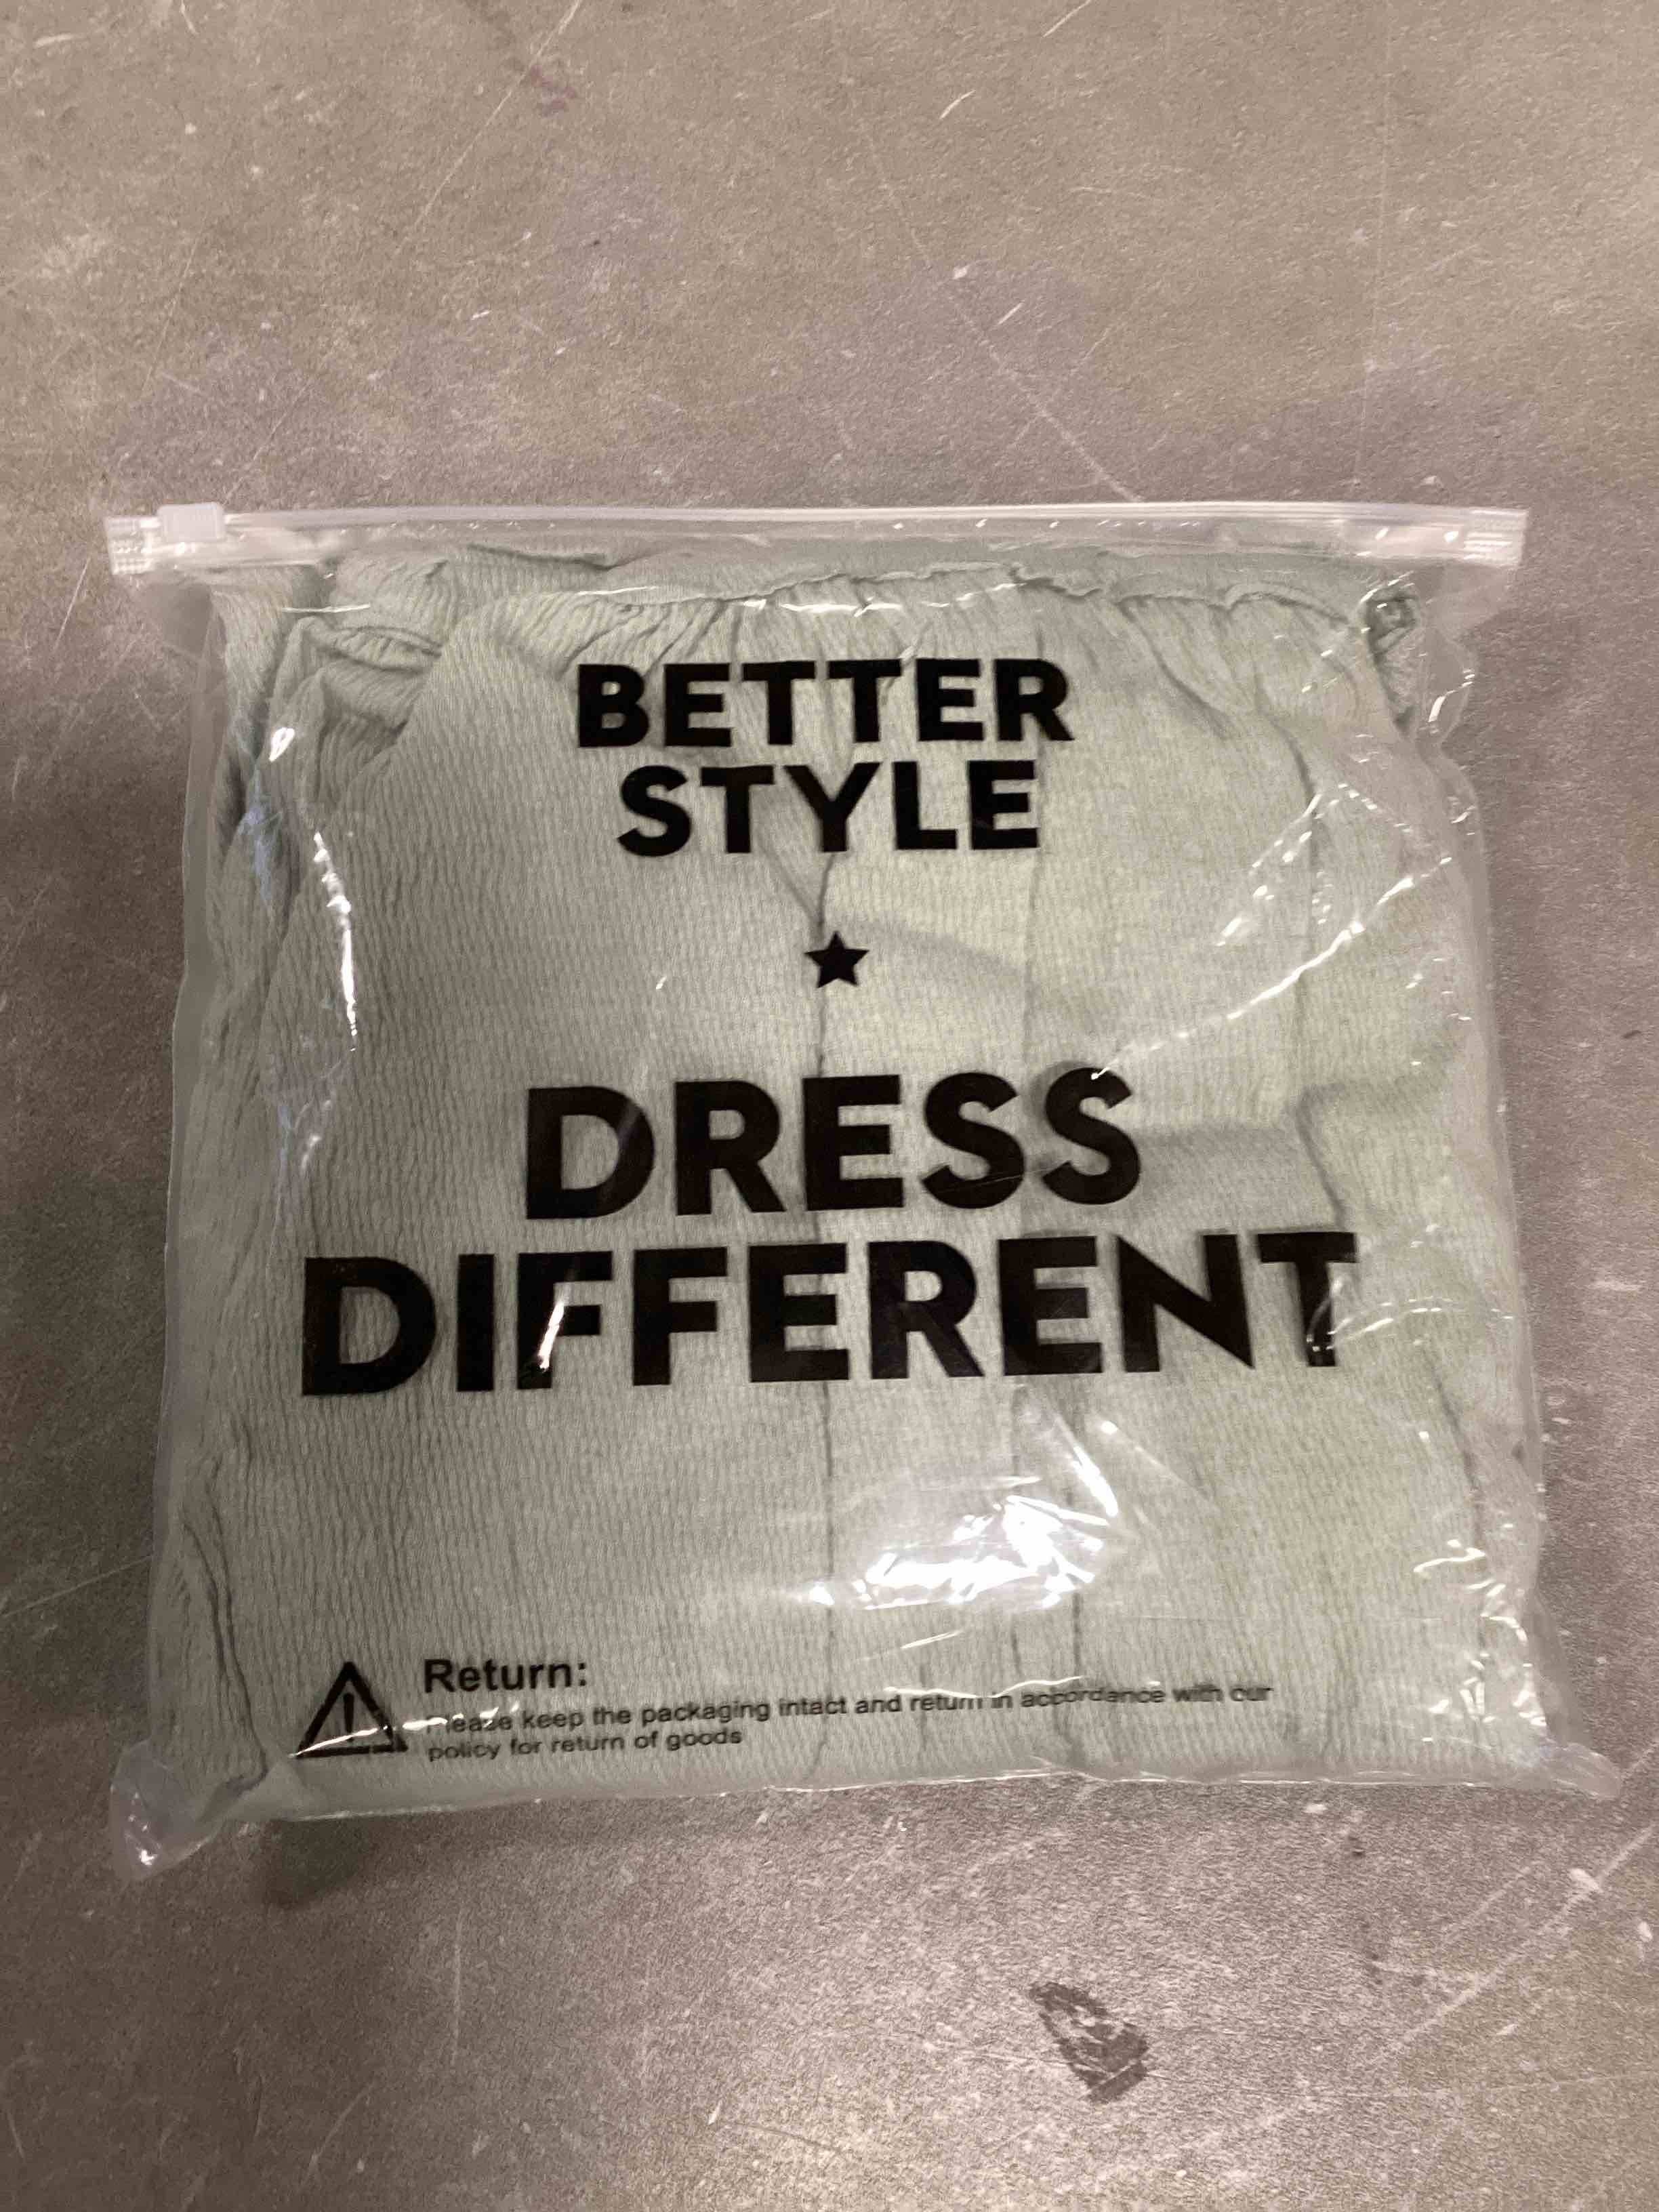 BETTER
STYLE
DRESS
DIFFERENT
Return:
Please keep the packaging intact and return in accordance with our
policy for return of goods